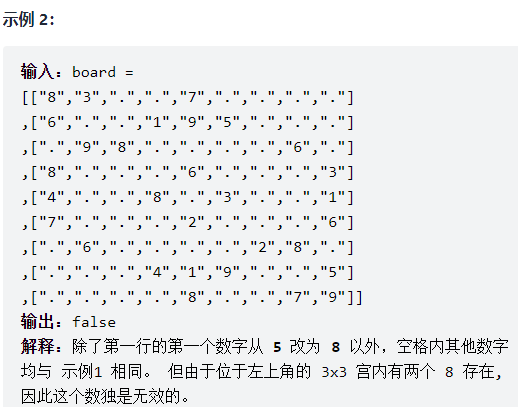 示例 2：
输入：board =
[["8","3",".",".","7",".",".",".","."]
,["6",".",".","1","9","5",".",".","."]
,[".","9","8",".",".",".",".","6","."]
,["8",".",".",".","6",".",".",".","3"]
,["4",".",".","8",".","3",".",".","1"]
,["7",".",".",".","2",".",".",".","6"]
,[".","6",".",".",".",".","2","8","."]
,[".",".",".","4","1","9",".",".","5"]
,[".",".",".",".","8",".",".","7","9"]]
输出：false
解释：除了第一行的第一个数字从 5 改为 8 以外，空格内其他数字
均与 示例1 相同。 但由于位于左上角的 3x3 宫内有两个 8 存在,
因此这个数独是无效的。